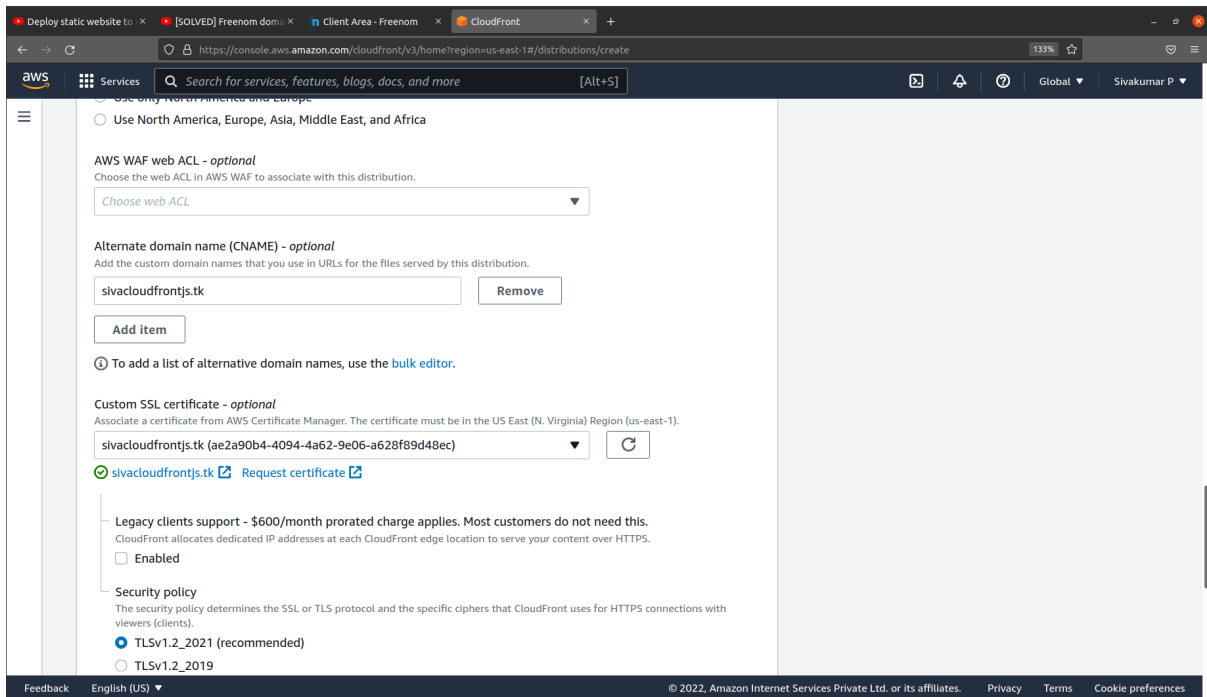 Deploy static website to
[SOLVED] Freenom doma
Client Area - Freenom
CloudFront
https://console.aws.amazon.com/cloudfront/v3/home?region=us-east-1#/distributions/create
133%
aws
Services
Search for services, features, blogs, docs, and more
[Alt+S]
Global
Sivakumar P
Use only North America and Europe
Use North America, Europe, Asia, Middle East, and Africa
AWS WAF web ACL - optional
Choose the web ACL in AWS WAF to associate with this distribution.
Choose web ACL
Alternate domain name (CNAME) - optional
Add the custom domain names that you use in URLs for the files served by this distribution.
sivacloudfrontjs.tk
Remove
Add item
To add a list of alternative domain names, use the bulk editor.
Custom SSL certificate - optional
Associate a certificate from AWS Certificate Manager. The certificate must be in the US East (N. Virginia) Region (us-east-1).
sivacloudfrontjs.tk (ae2a90b4-4094-4a62-9e06-a628f89d48ec)
sivacloudfrontjs.tk Request certificate
Legacy clients support - $600/month prorated charge applies. Most customers do not need this.
CloudFront allocates dedicated IP addresses at each CloudFront edge location to serve your content over HTTPS.
Enabled
Security policy
The security policy determines the SSL or TLS protocol and the specific ciphers that CloudFront uses for HTTPS connections with
viewers (clients).
TLSv1.2_2021 (recommended)
TLSv1.2_2019
Feedback
English (US)
© 2022, Amazon Internet Services Private Ltd. or its affiliates.
Privacy
Terms
Cookie preferences